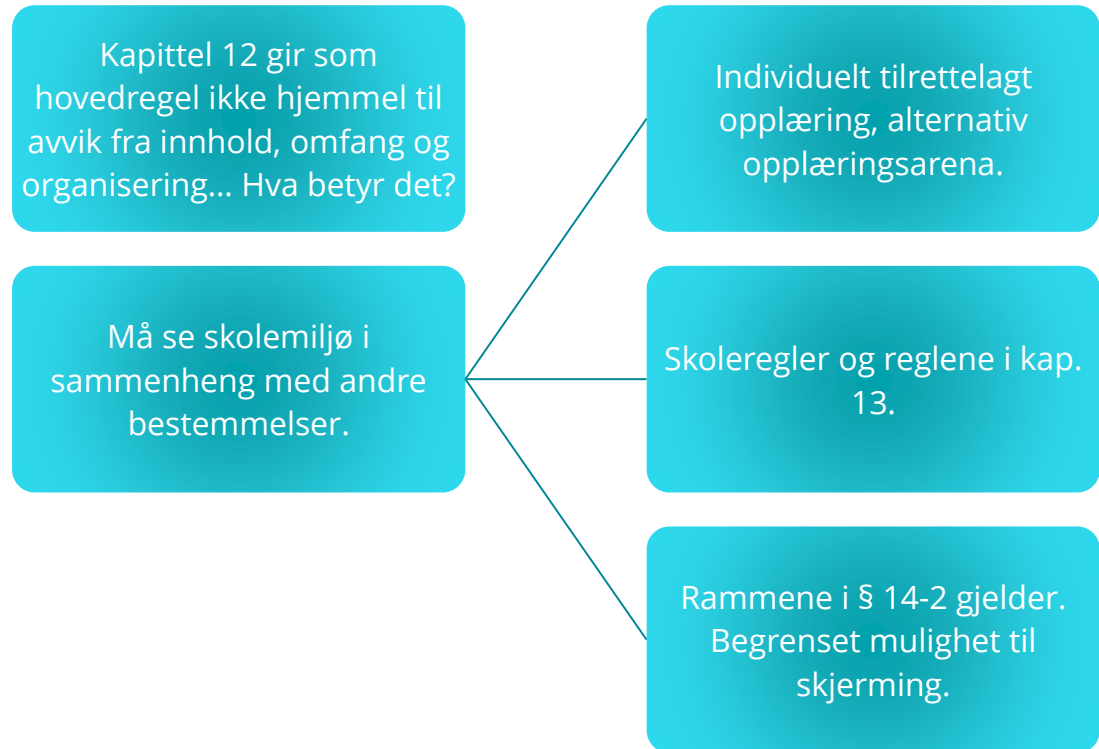 Kapittel 12 gir som
hovedregel ikke hjemmel til
avvik fra innhold, omfang og
organisering... Hva betyr det?
Må se skolemiljø i
sammenheng med andre
bestemmelser.
Individuelt tilrettelagt
opplæring, alternativ
opplæringsarena.
Skoleregler og reglene i kap.
13.
Rammene i § 14-2 gjelder.
Begrenset mulighet til
skjerming.